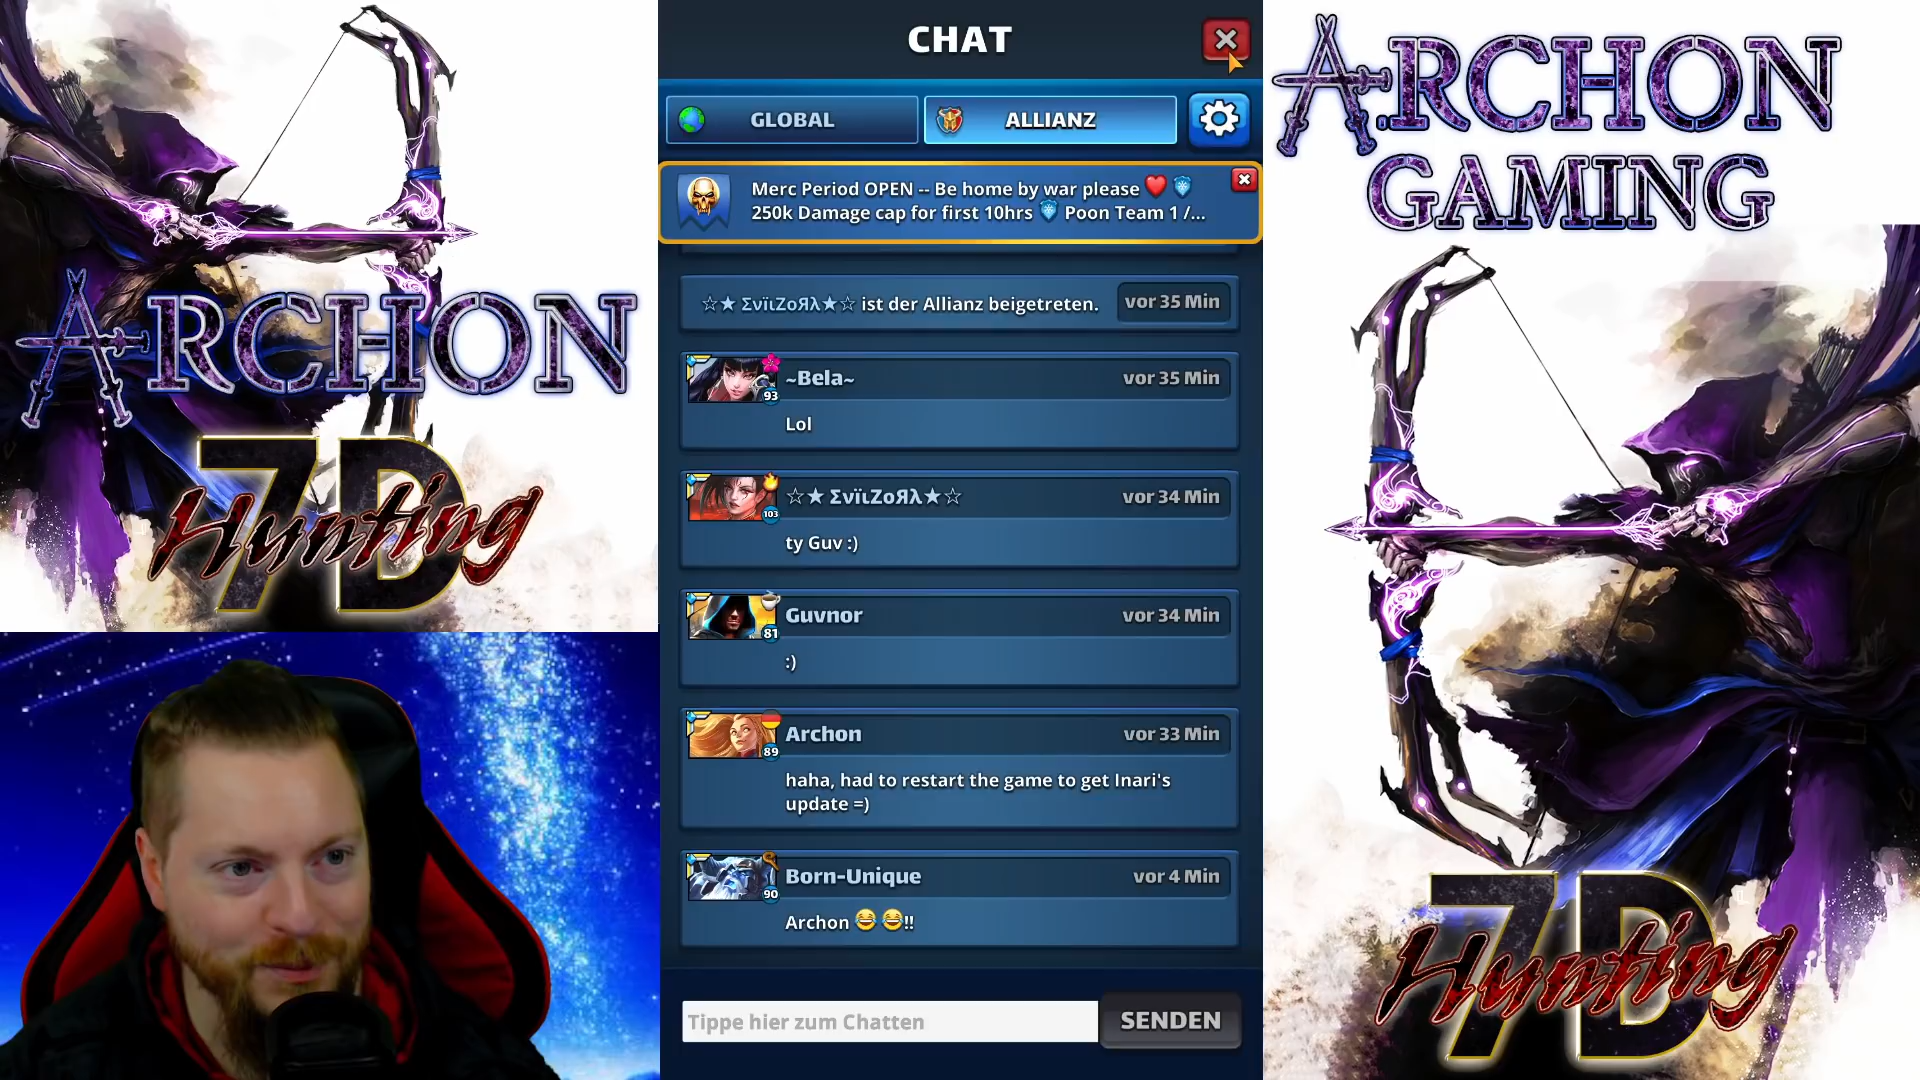 ARCHON
7D
Hunting
CHAT
GLOBAL
ALLIANZ
Merc Period OPEN -- Be home by war please
250k Damage cap for first 10hrs Poon Team 1 /...
☆★ ΣνϊιZoЯλ★☆ ist der Allianz beigetreten. vor 35 Min
~Bela~ vor 35 Min
93
Lol
☆★ ΣνϊιZoЯλ★☆ vor 34 Min
103
ty Guv :)
Guvnor vor 34 Min
81
:)
Archon vor 33 Min
89
haha, had to restart the game to get Inari's
update =)
Born-Unique vor 4 Min
90
Archon 😂 😂!!
Tippe hier zum Chatten
SENDEN
ARCHON
GAMING
7D
Hunting